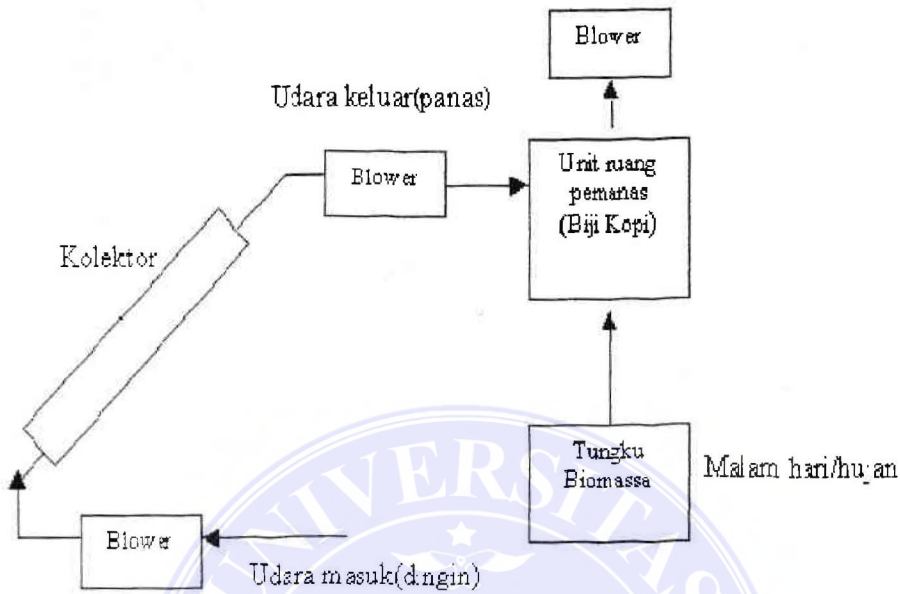 Blower
Udara keluar(panas)
Blower
Unit ruang
pemanas
(Biji Kopi)
Kolektor
Tungku
Biomassa
Malam hari/hujan
Blower
Udara masuk(dingin)
UNIVERSITAS